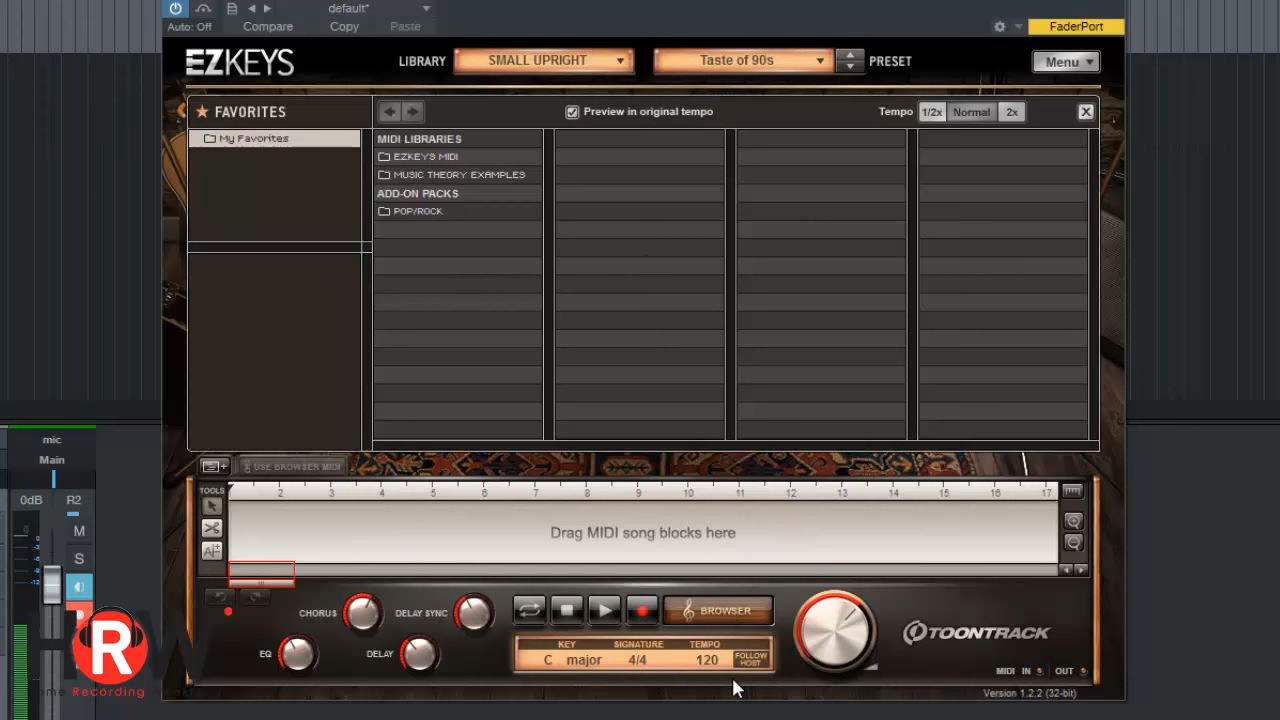 default*
Auto: Off
Compare
Copy
Paste
FaderPort
EZKEYS
LIBRARY
SMALL UPRIGHT
Taste of 90s
PRESET
Menu
FAVORITES
Preview in original tempo
Tempo
1/2x
Normal
2x
X
My Favorites
MIDI LIBRARIES
EZKEYS MIDI
MUSIC THEORY EXAMPLES
ADD-ON PACKS
POP/ROCK
mic
Main
0dB
R2
M
S
USE BROWSER MIDI
TOOLS
2 3 4 5 6 7 8 9 10 11 12 13 14 15 16 17
Drag MIDI song blocks here
CHORUS
DELAY SYNC
EQ
DELAY
BROWSER
KEY SIGNATURE TEMPO
C major 4/4 120
FOLLOW
HOST
TOONTRACK
MIDI IN OUT
Version 1.2.2 (32-bit)
R
Recording